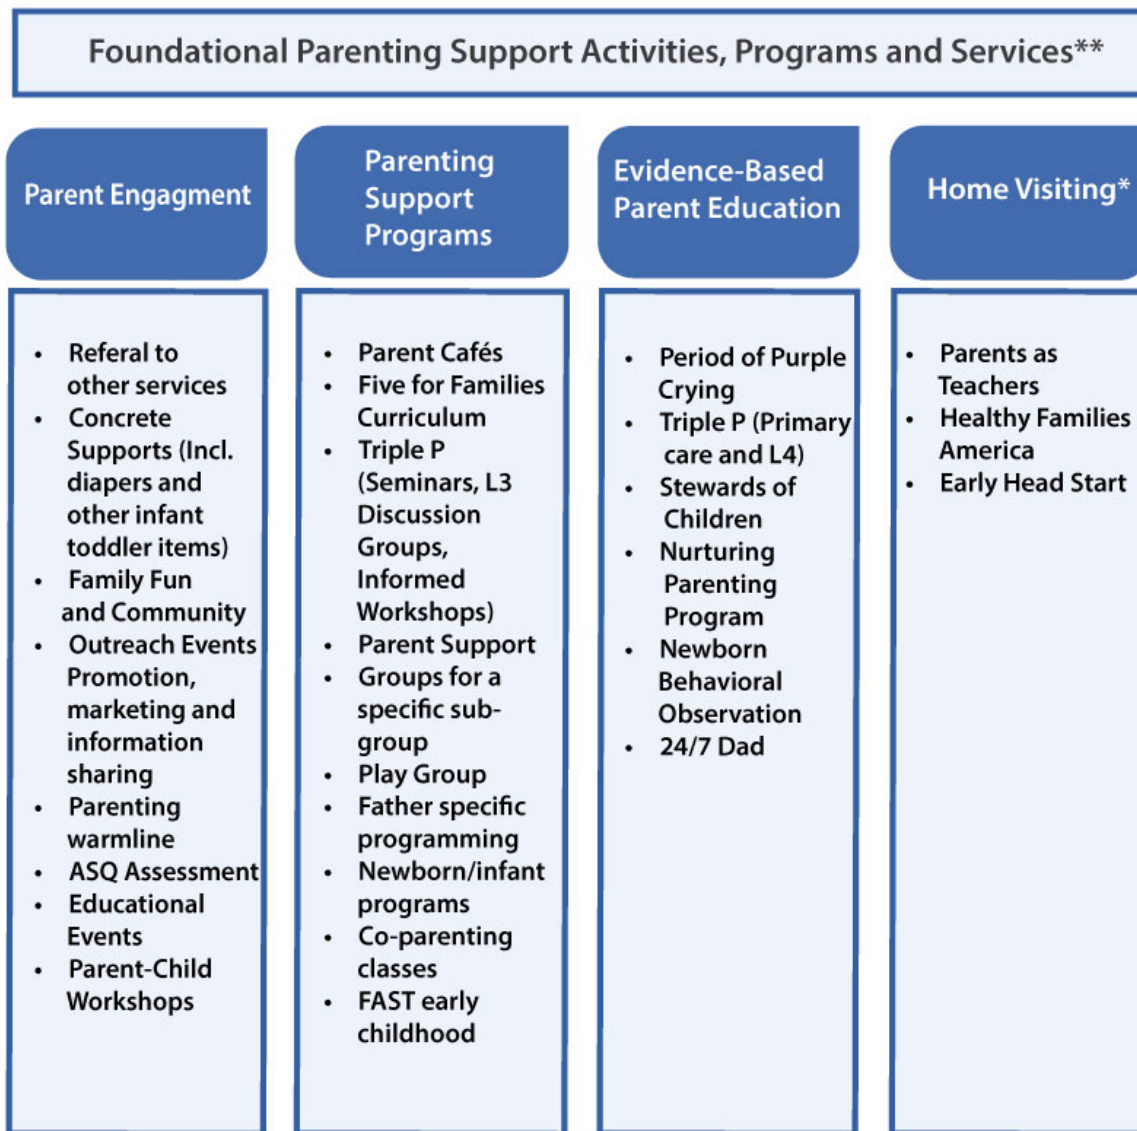 Foundational Parenting Support Activities, Programs and Services**
Parent Engagment
• Referal to
other services
• Concrete
Supports (Incl.
diapers and
other infant
toddler items)
• Family Fun
and Community
• Outreach Events
Promotion,
marketing and
information
sharing
• Parenting
warmline
• ASQ Assessment
• Educational
Events
• Parent-Child
Workshops
Parenting
Support
Programs
• Parent Cafés
• Five for Families
Curriculum
• Triple P
(Seminars, L3
Discussion
Groups,
Informed
Workshops)
• Parent Support
• Groups for a
specific sub-
group
• Play Group
• Father specific
programming
• Newborn/infant
programs
• Co-parenting
classes
• FAST early
childhood
Evidence-Based
Parent Education
• Period of Purple
Crying
• Triple P (Primary
care and L4)
• Stewards of
Children
• Nurturing
Parenting
Program
• Newborn
Behavioral
Observation
• 24/7 Dad
Home Visiting*
• Parents as
Teachers
• Healthy Families
America
• Early Head Start